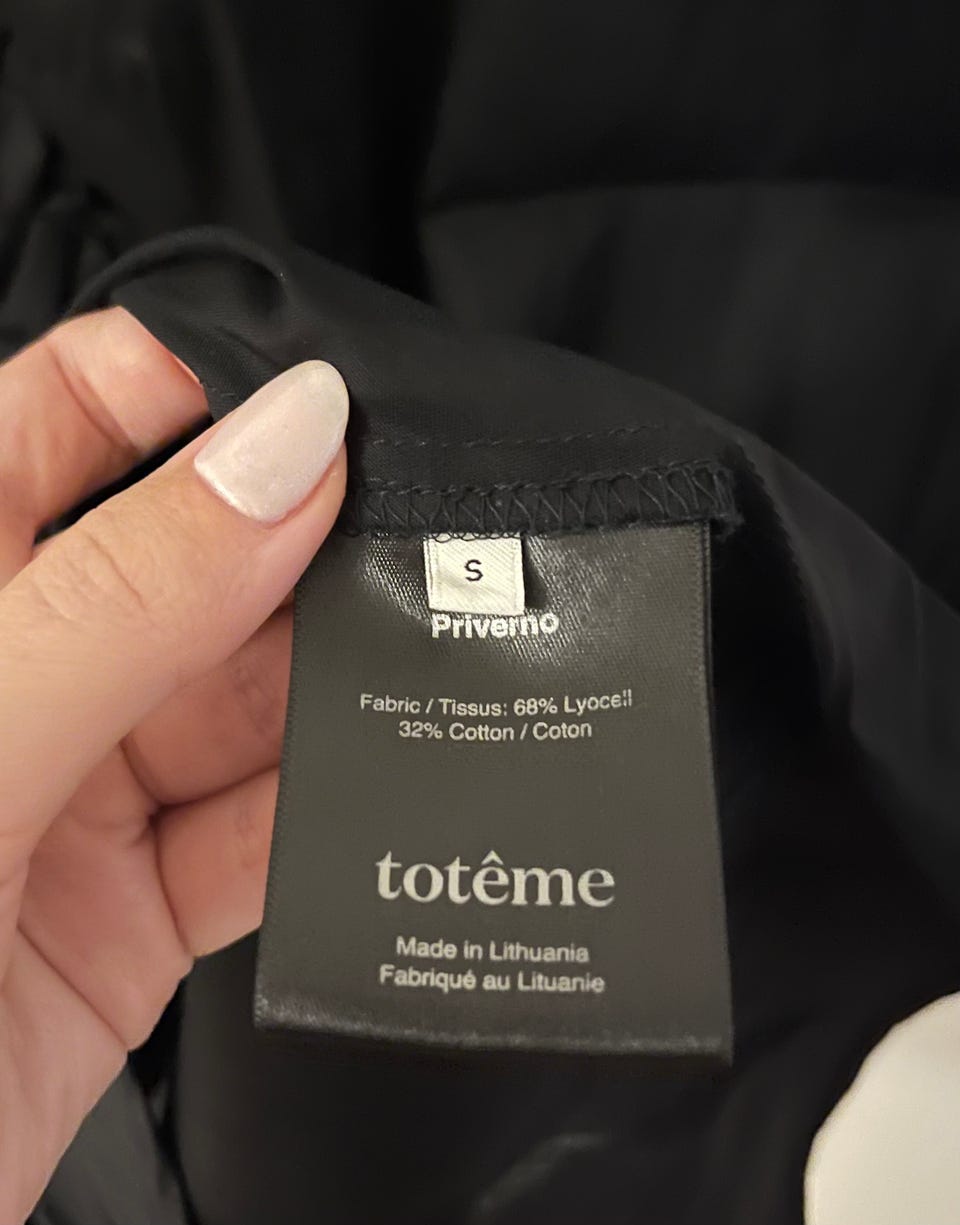 S
Priverno
Fabric / Tissus: 68% Lyocell
32% Cotton / Coton
totême
Made in Lithuania
Fabriqué au Lituanie